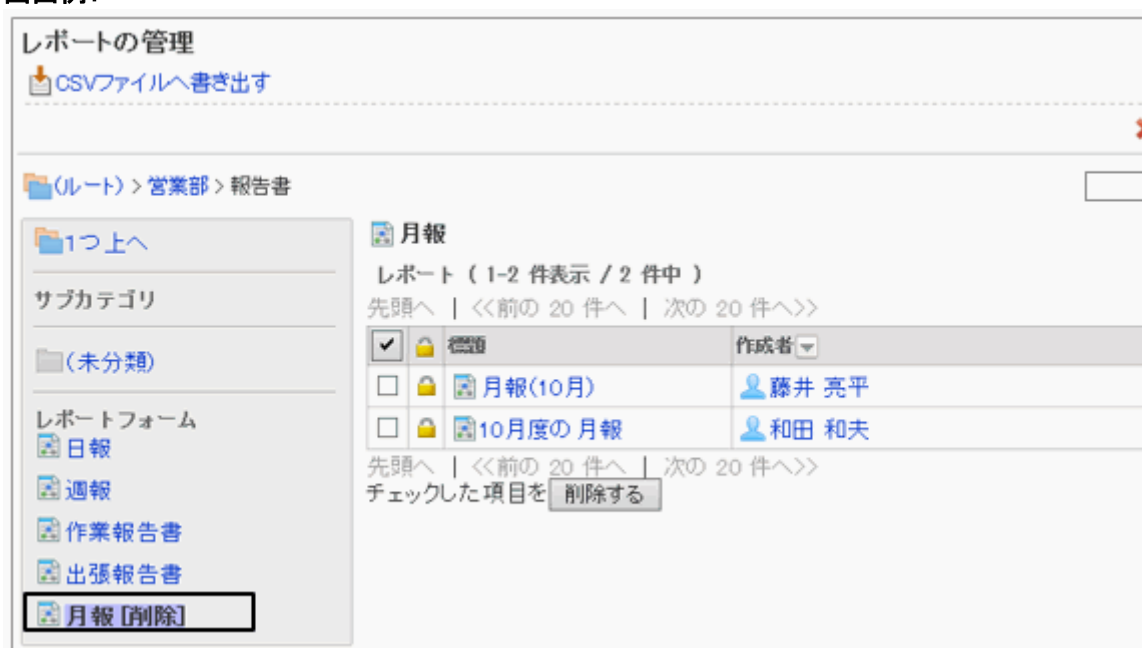 レポートの管理
CSVファイルへ書き出す
(ルート) > 営業部 > 報告書
1つ上へ
サブカテゴリ
(未分類)
レポートフォーム
日報
週報
作業報告書
出張報告書
月報 [削除]
月報
レポート ( 1-2 件表示 / 2 件中 )
先頭へ | <<前の 20 件へ | 次の 20 件へ>>
標題 作成者
月報(10月) 藤井 亮平
10月度の 月報 和田 和夫
先頭へ | <<前の 20 件へ | 次の 20 件へ>>
チェックした項目を 削除する